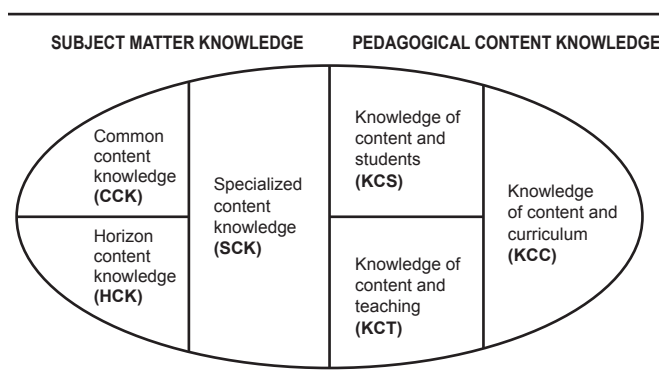 SUBJECT MATTER KNOWLEDGE
PEDAGOGICAL CONTENT KNOWLEDGE
Common
content
knowledge
(CCK)
Horizon
content
knowledge
(HCK)
Specialized
content
knowledge
(SCK)
Knowledge of
content and
students
(KCS)
Knowledge of
content and
teaching
(KCT)
Knowledge
of content and
curriculum
(KCC)